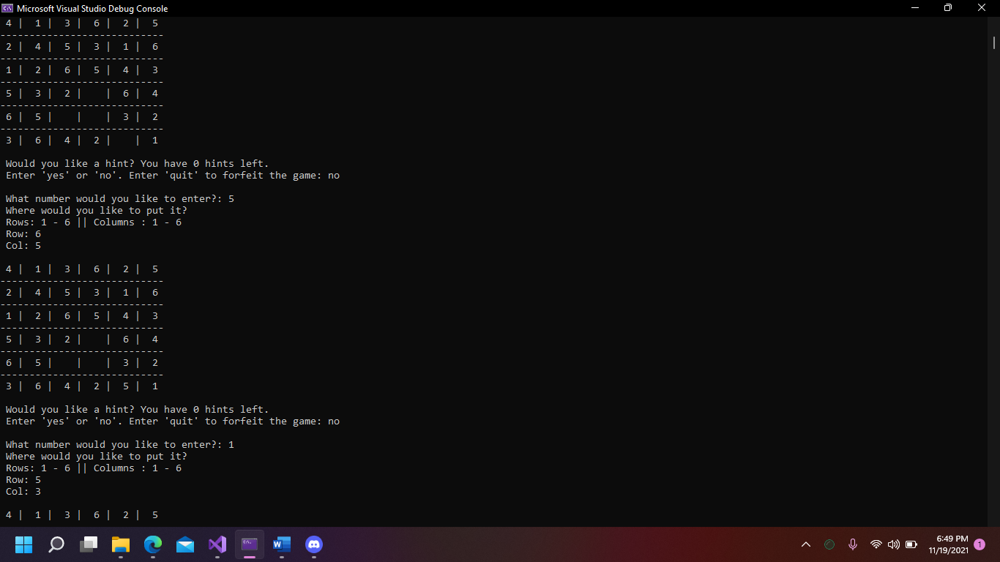 Microsoft Visual Studio Debug Console
4 | 1 | 3 | 6 | 2 | 5
----------------------------
2 | 4 | 5 | 3 | 1 | 6
----------------------------
1 | 2 | 6 | 5 | 4 | 3
----------------------------
5 | 3 | 2 |   | 6 | 4
----------------------------
6 | 5 |   |   | 3 | 2
----------------------------
3 | 6 | 4 | 2 |   | 1
Would you like a hint? You have 0 hints left.
Enter 'yes' or 'no'. Enter 'quit' to forfeit the game: no
What number would you like to enter?: 5
Where would you like to put it?
Rows: 1 - 6 || Columns : 1 - 6
Row: 6
Col: 5
4 | 1 | 3 | 6 | 2 | 5
----------------------------
2 | 4 | 5 | 3 | 1 | 6
----------------------------
1 | 2 | 6 | 5 | 4 | 3
----------------------------
5 | 3 | 2 |   | 6 | 4
----------------------------
6 | 5 |   |   | 3 | 2
----------------------------
3 | 6 | 4 | 2 | 5 | 1
Would you like a hint? You have 0 hints left.
Enter 'yes' or 'no'. Enter 'quit' to forfeit the game: no
What number would you like to enter?: 1
Where would you like to put it?
Rows: 1 - 6 || Columns : 1 - 6
Row: 5
Col: 3
4 | 1 | 3 | 6 | 2 | 5
6:49 PM
11/19/2021
1